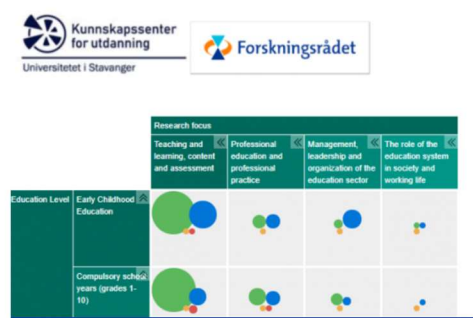 Kunnskapssenter
for utdanning
Universitetet i Stavanger
Forskningsrådet
Research focus
Teaching and
learning, content
and assessment
Professional
education and
professional
practice
Management,
leadership and
organization of the
education sector
The role of the
education system
in society and
working life
Education Level
Early Childhood
Education
Compulsory school
years (grades 1-
10)